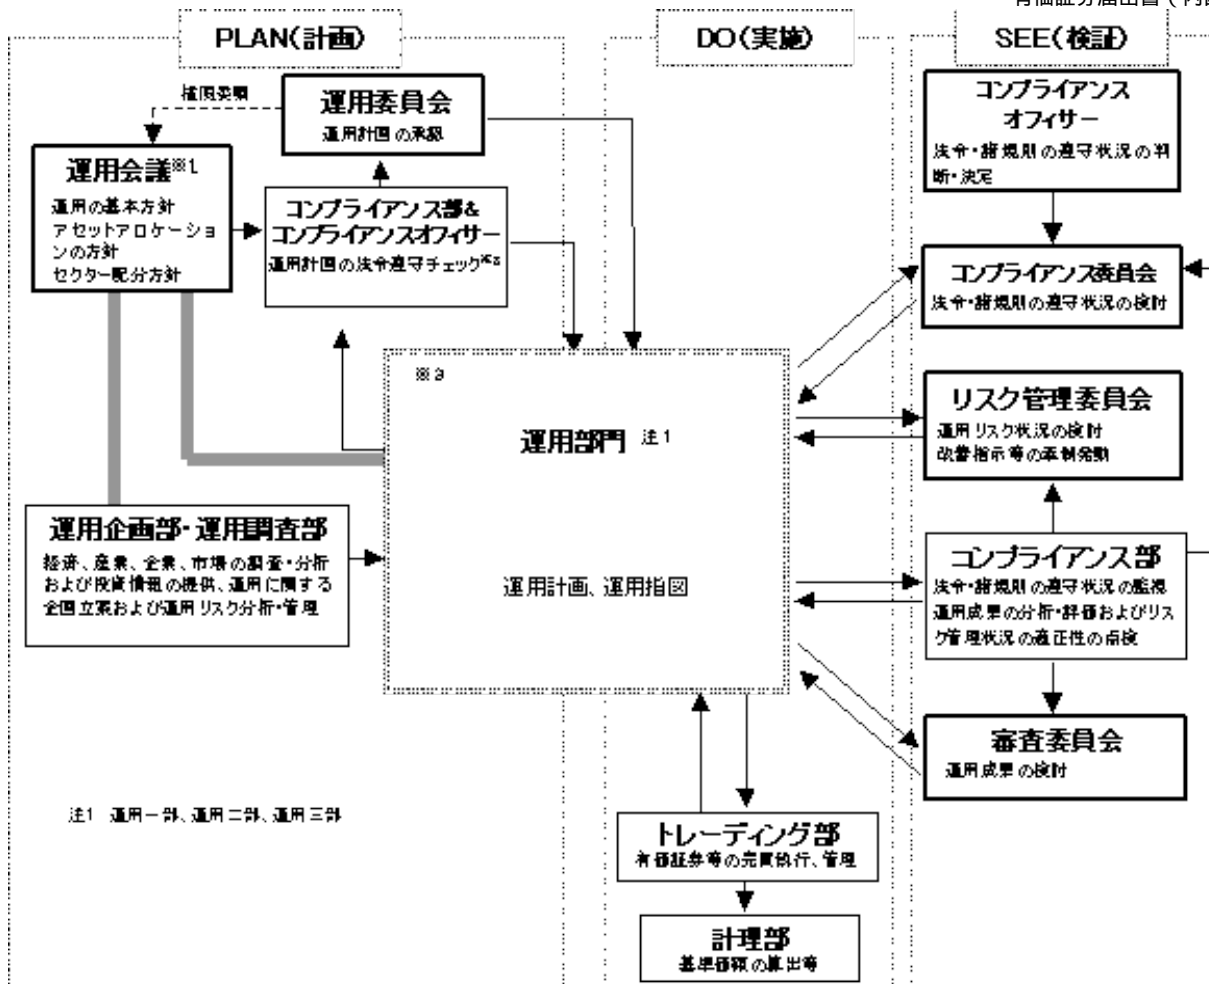 有価証券届出書(内
PLAN(計画)
権限委嘱
運用委員会
運用計画の承認
運用会議※1
運用の基本方針
アセットアロケーショ
ンの方針
セクター配分方針
コンプライアンス部&
コンプライアンスオフィサー
運用計画の法令遵守チェック※2
運用企画部・運用調査部
経済、産業、企業、市場の調査・分析
および投資情報の提供、運用に関する
企画立案および運用リスク分析・管理
注1 運用一部、運用二部、運用三部
DO(実施)
※3
運用部門 注1
運用計画、運用指図
トレーディング部
有価証券等の売買執行、管理
計理部
基準価額の算出等
SEE(検証)
コンプライアンス
オフィサー
法令・諸規則の遵守状況の判
断・決定
コンプライアンス委員会
法令・諸規則の遵守状況の検討
リスク管理委員会
運用リスク状況の検討
改善指示等の牽制発動
コンプライアンス部
法令・諸規則の遵守状況の監視
運用成果の分析・評価およびリス
ク管理状況の適正性の点検
審査委員会
運用成果の検討